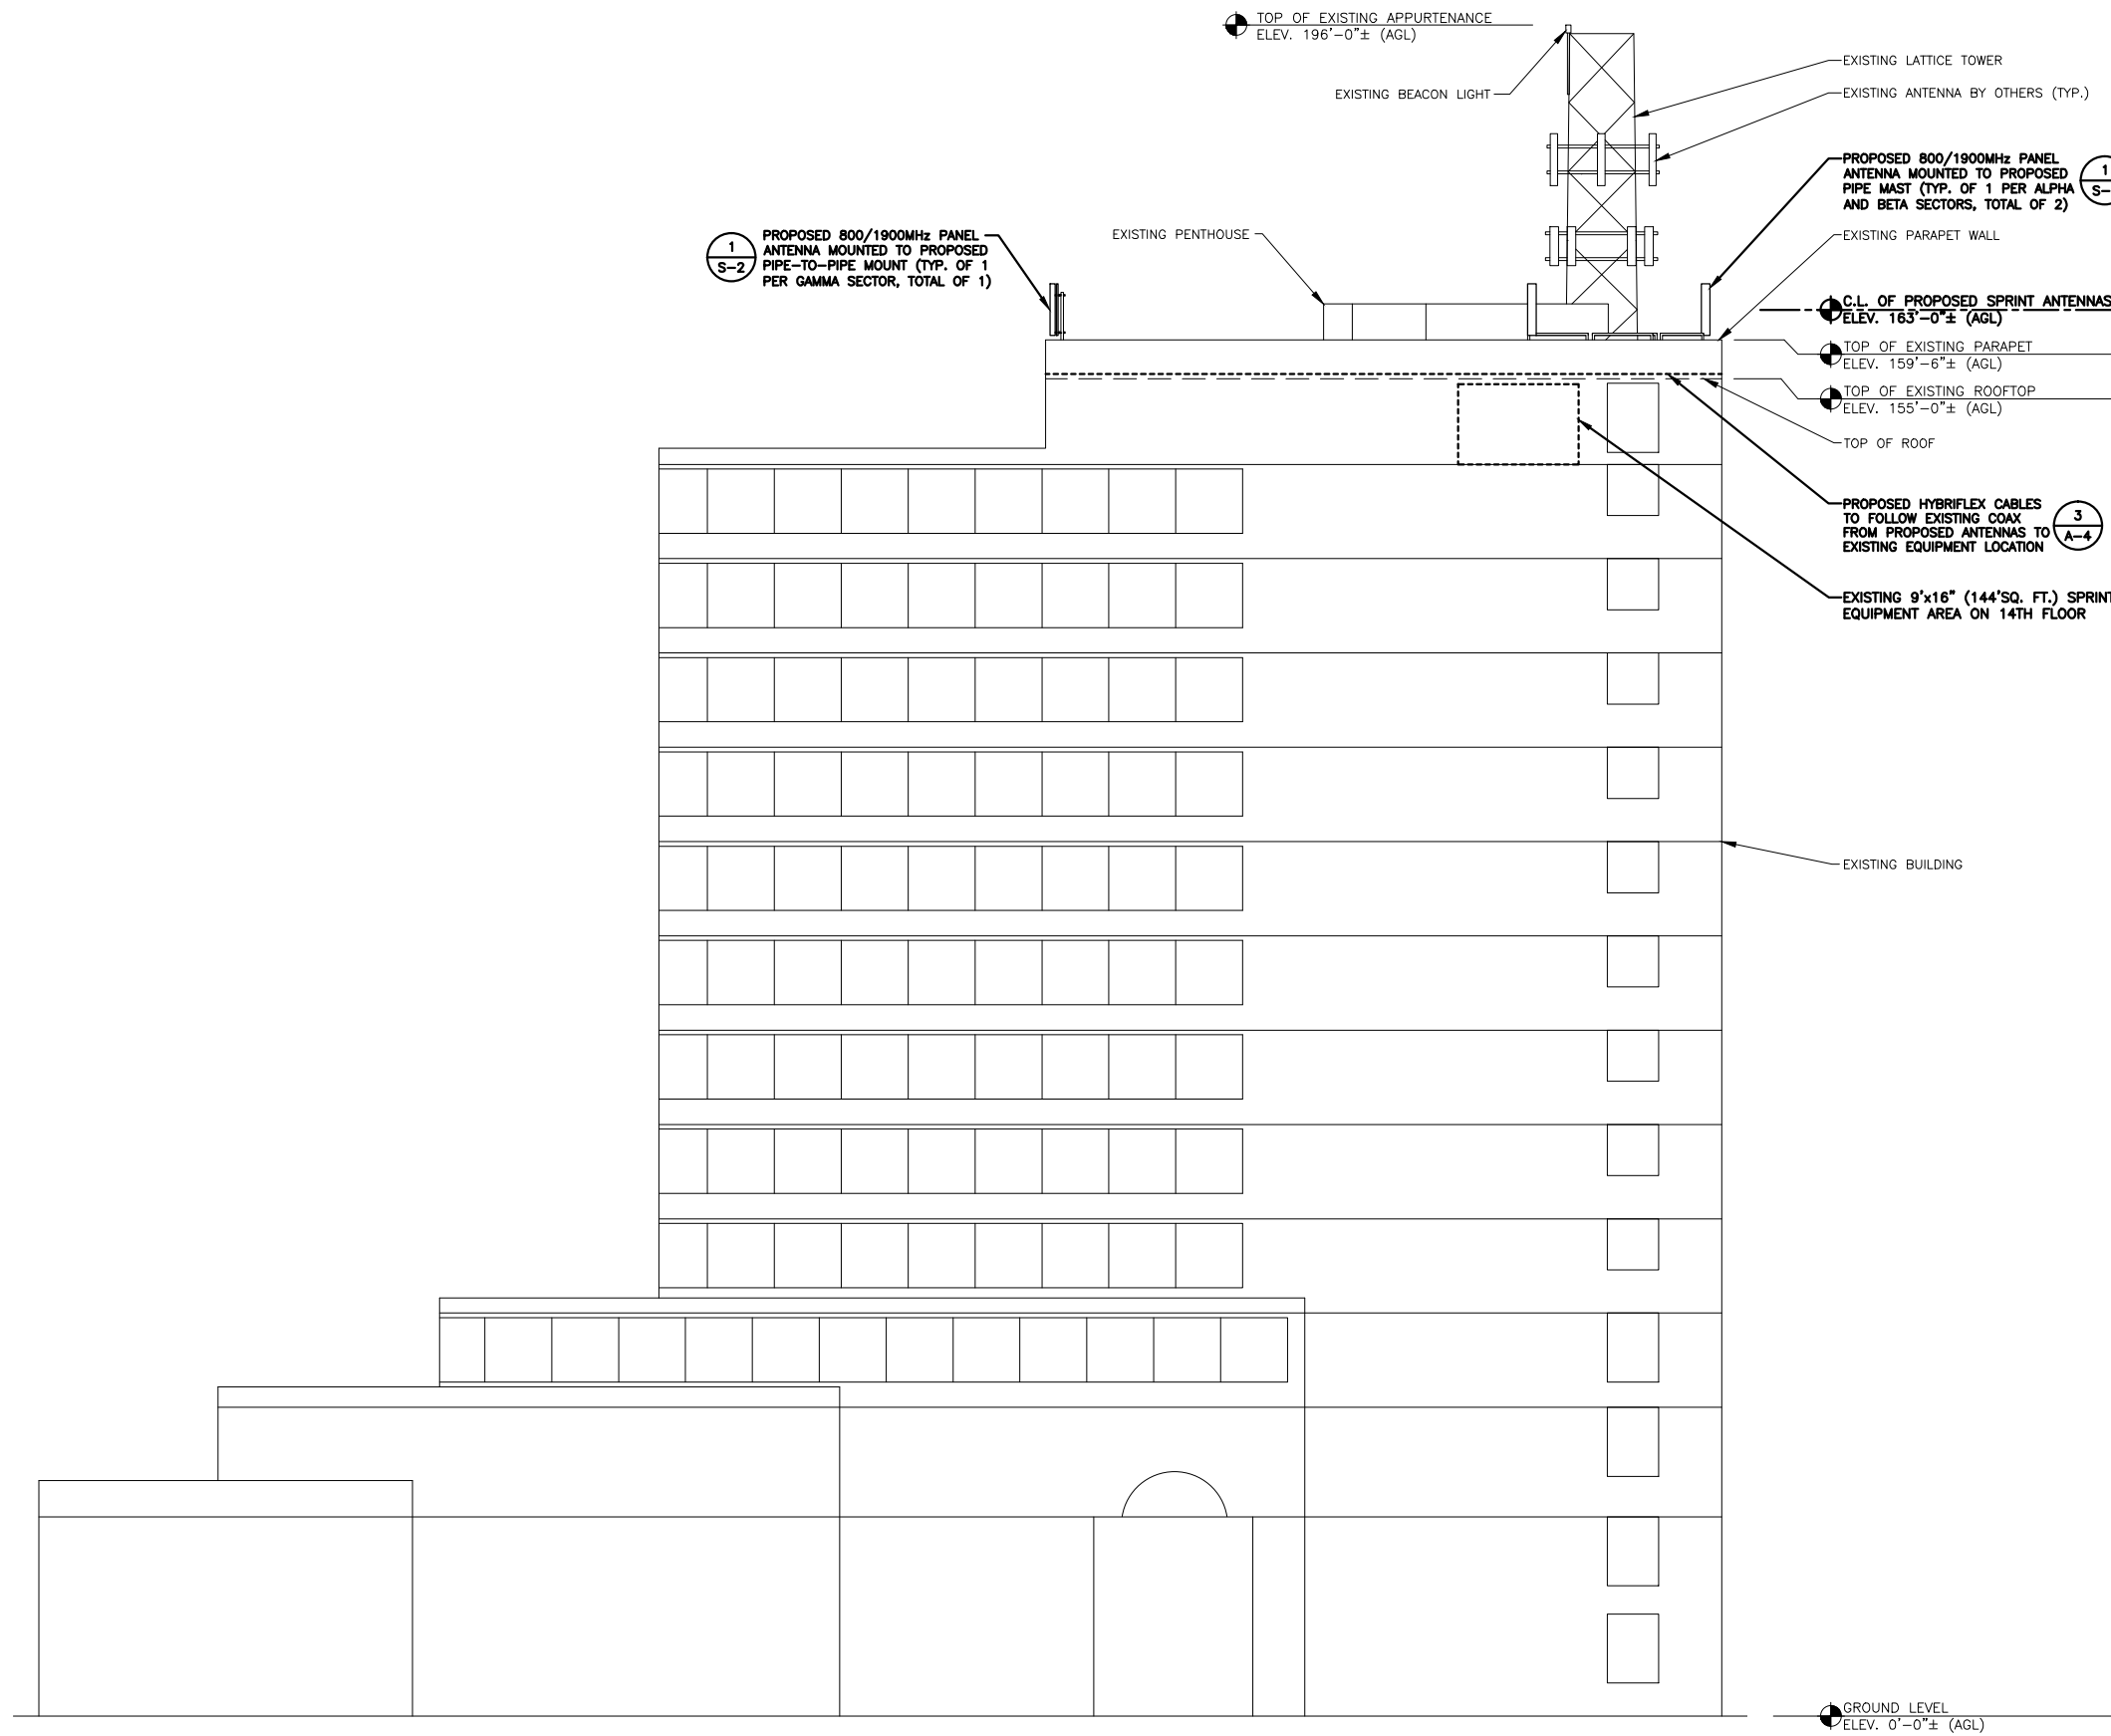 TOP OF EXISTING APPURTENANCE
ELEV. 196'-0"± (AGL)
EXISTING BEACON LIGHT
EXISTING LATTICE TOWER
EXISTING ANTENNA BY OTHERS (TYP.)
PROPOSED 800/1900MHz PANEL
ANTENNA MOUNTED TO PROPOSED
PIPE MAST (TYP. OF 1 PER ALPHA
AND BETA SECTORS, TOTAL OF 2)
1
S-
PROPOSED 800/1900MHz PANEL
ANTENNA MOUNTED TO PROPOSED
PIPE-TO-PIPE MOUNT (TYP. OF 1
PER GAMMA SECTOR, TOTAL OF 1)
1
S-2
EXISTING PENTHOUSE
EXISTING PARAPET WALL
C.L. OF PROPOSED SPRINT ANTENNAS
ELEV. 163'-0"± (AGL)
TOP OF EXISTING PARAPET
ELEV. 159'-6"± (AGL)
TOP OF EXISTING ROOFTOP
ELEV. 155'-0"± (AGL)
TOP OF ROOF
PROPOSED HYBRIFLEX CABLES
TO FOLLOW EXISTING COAX
FROM PROPOSED ANTENNAS TO
EXISTING EQUIPMENT LOCATION
3
A-4
EXISTING 9'x16" (144'SQ. FT.) SPRINT
EQUIPMENT AREA ON 14TH FLOOR
EXISTING BUILDING
GROUND LEVEL
ELEV. 0'-0"± (AGL)